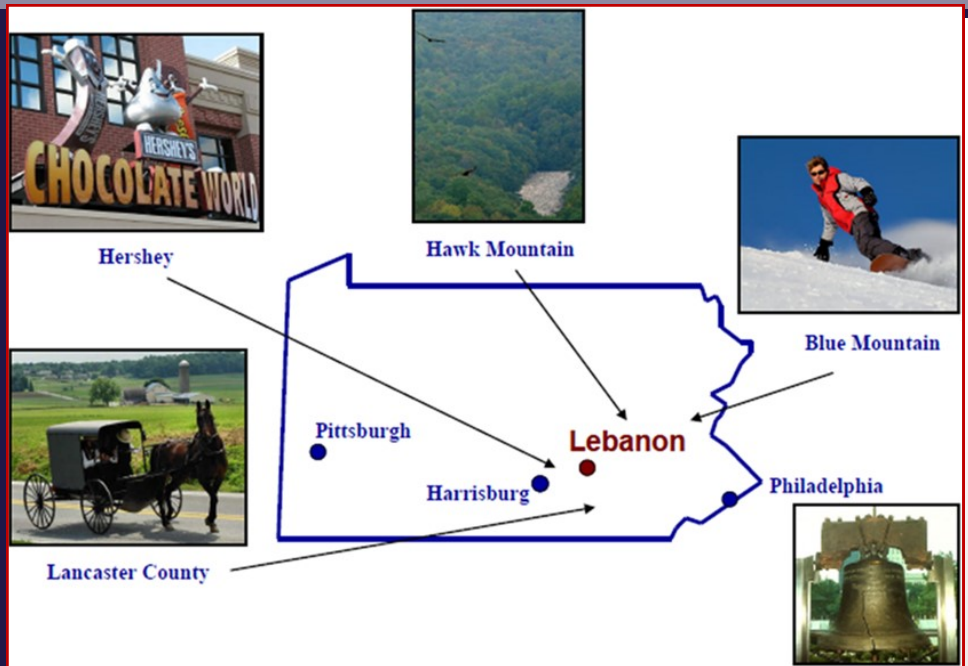 HERSHEY'S
CHOCOLATE WORLD
Hershey
Hawk Mountain
Blue Mountain
Pittsburgh
Lebanon
Harrisburg
Philadelphia
Lancaster County